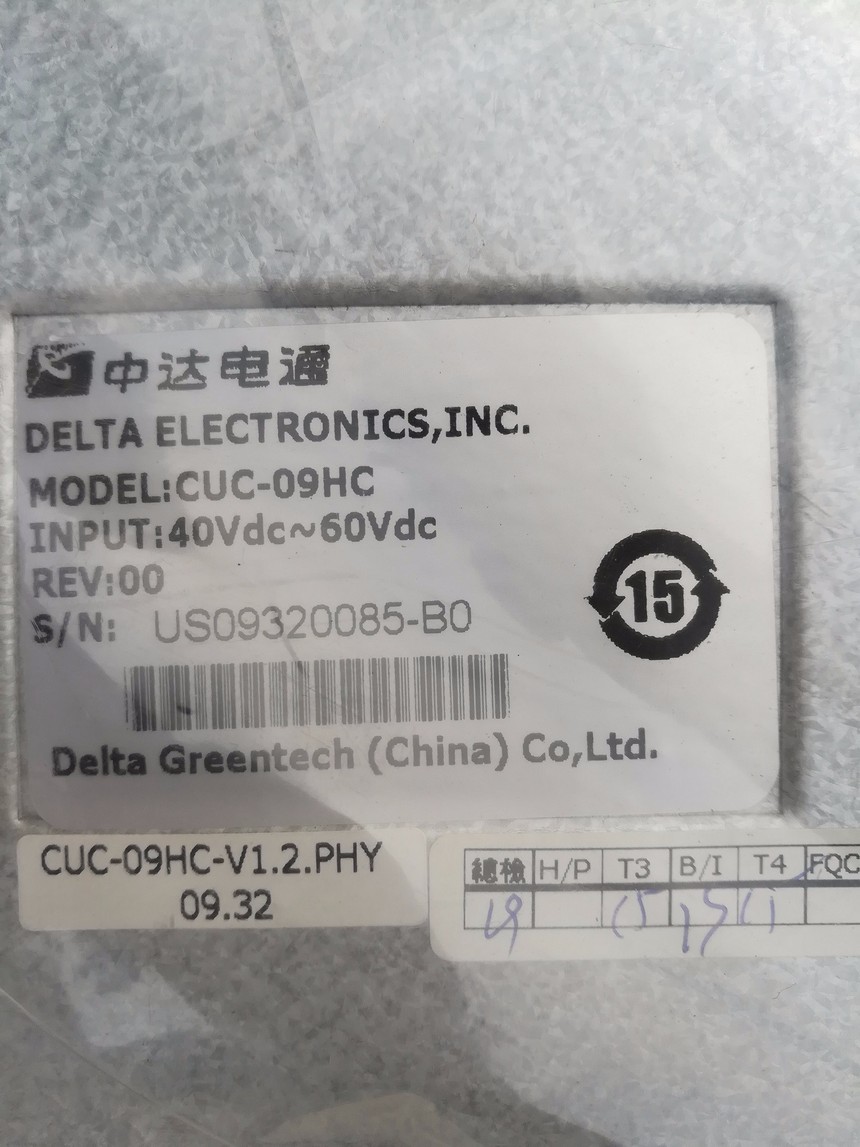 中达电通
DELTA ELECTRONICS,INC.
MODEL:CUC-09HC
INPUT:40Vdc~60Vdc
REV:00
S/N: US09320085-B0
15
Delta Greentech (China) Co,Ltd.
CUC-09HC-V1.2.PHY
09.32
總檢 H/P T3 B/I T4 FQC